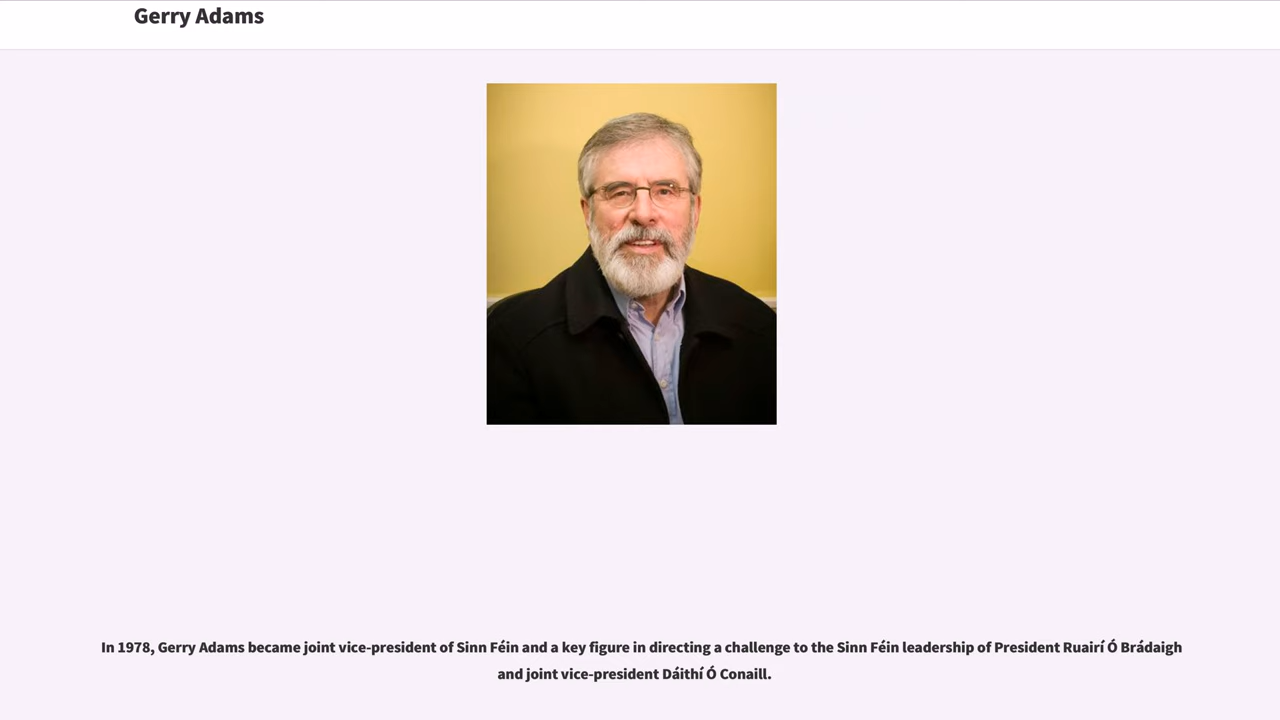 Gerry Adams
In 1978, Gerry Adams became joint vice-president of Sinn Féin and a key figure in directing a challenge to the Sinn Féin leadership of President Ruairí Ó Brádaigh
and joint vice-president Dáithí Ó Conaill.